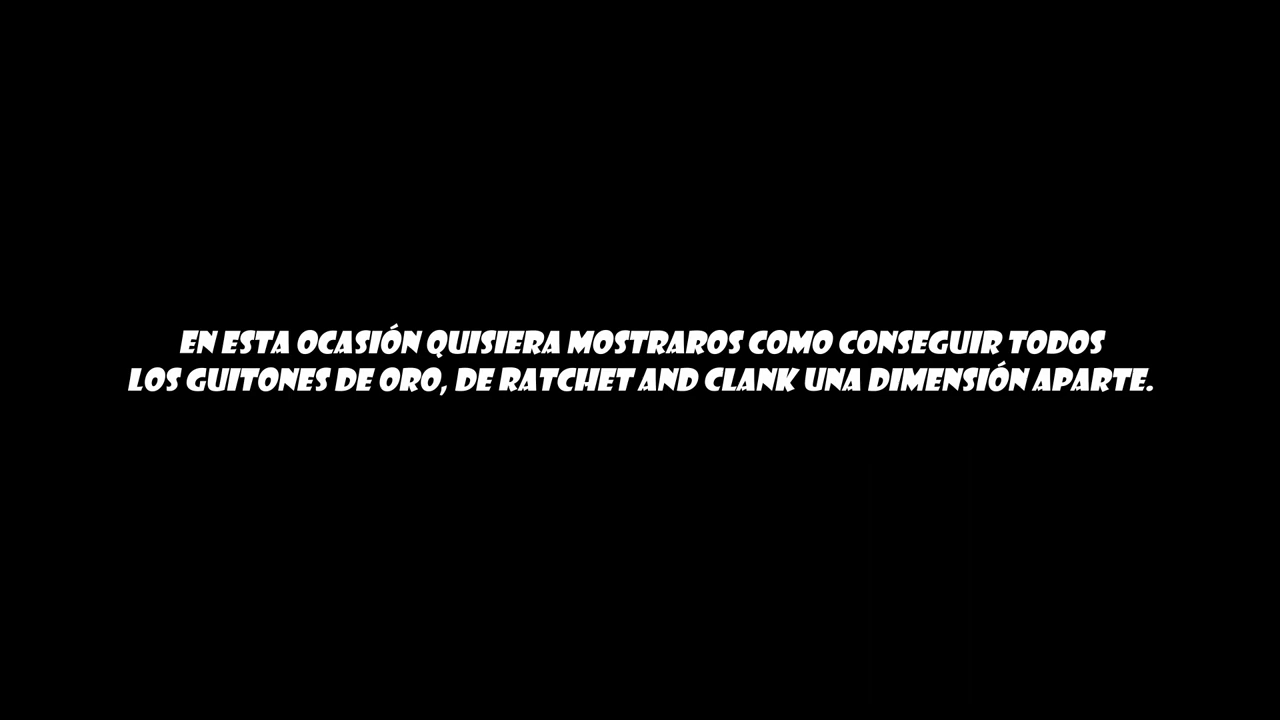 EN ESTA OCASIÓN QUISIERA MOSTRAROS COMO CONSEGUIR TODOS
LOS GUITONES DE ORO, DE RATCHET AND CLANK UNA DIMENSIÓN APARTE.